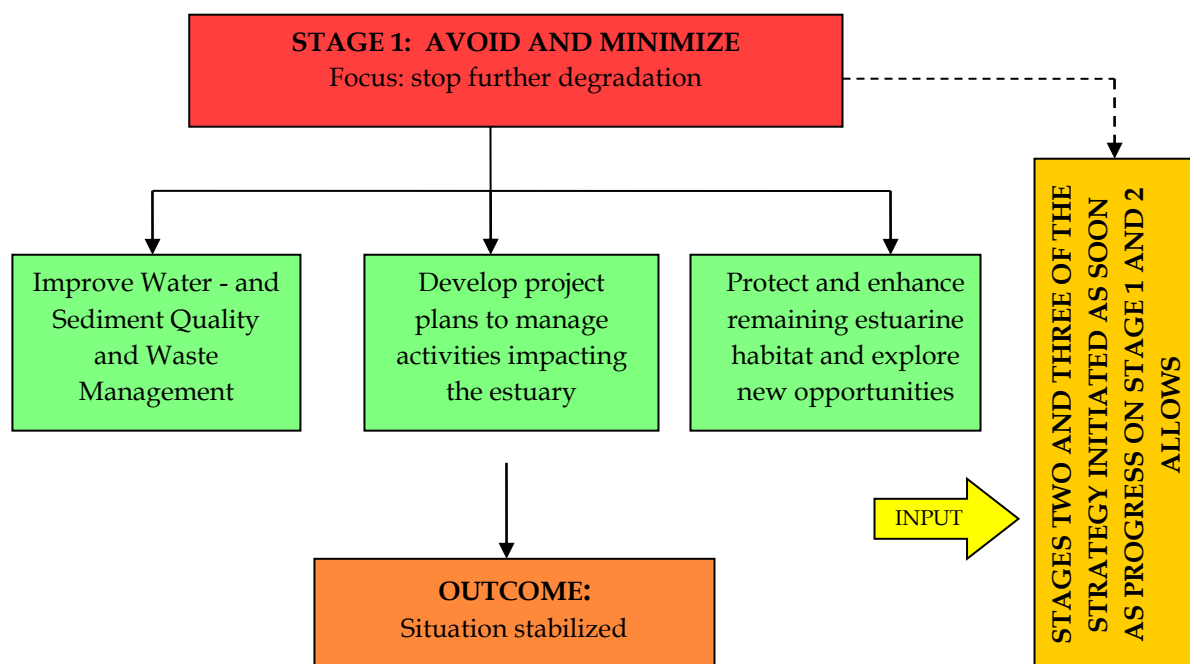 STAGE 1:  AVOID AND MINIMIZE
Focus: stop further degradation
Improve Water - and
Sediment Quality
and Waste
Management
Develop project
plans to manage
activities impacting
the estuary
Protect and enhance
remaining estuarine
habitat and explore
new opportunities
STAGES TWO AND THREE OF THE
STRATEGY INITIATED AS SOON
AS PROGRESS ON STAGE 1 AND 2
ALLOWS
INPUT
OUTCOME:
Situation stabilized